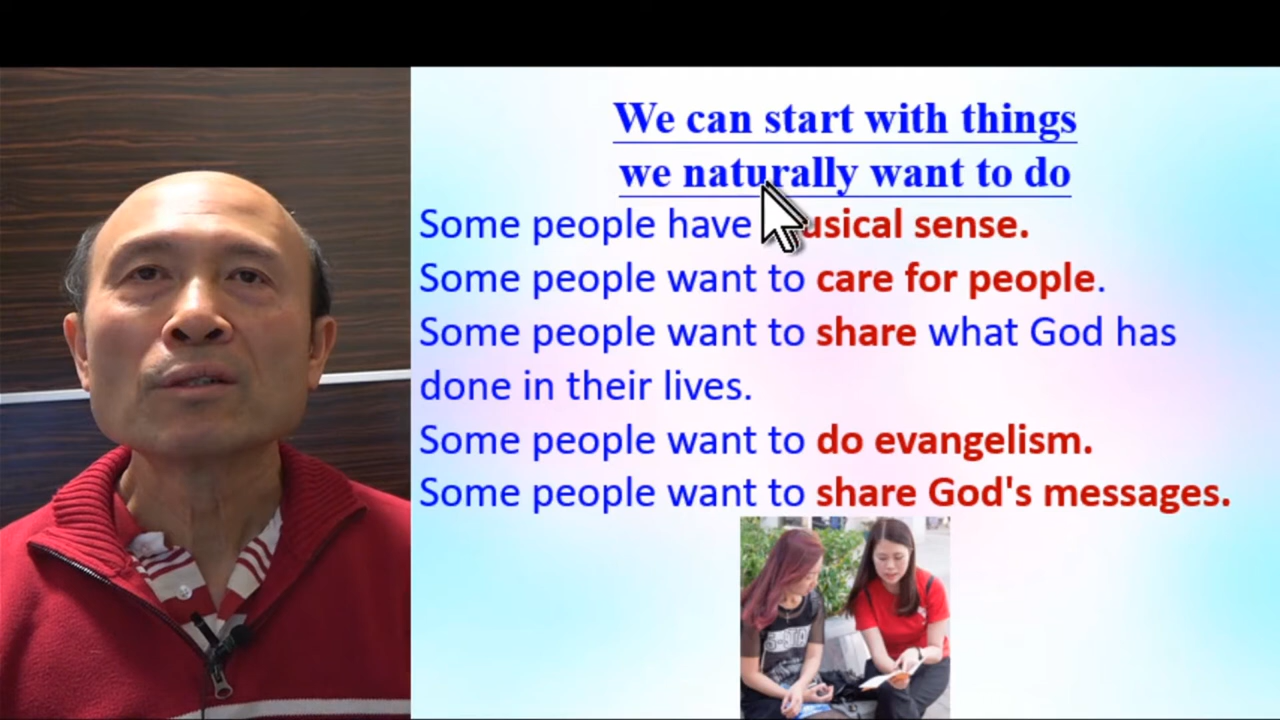 We can start with things
we naturally want to do
Some people have usical sense.
Some people want to care for people.
Some people want to share what God has
done in their lives.
Some people want to do evangelism.
Some people want to share God's messages.